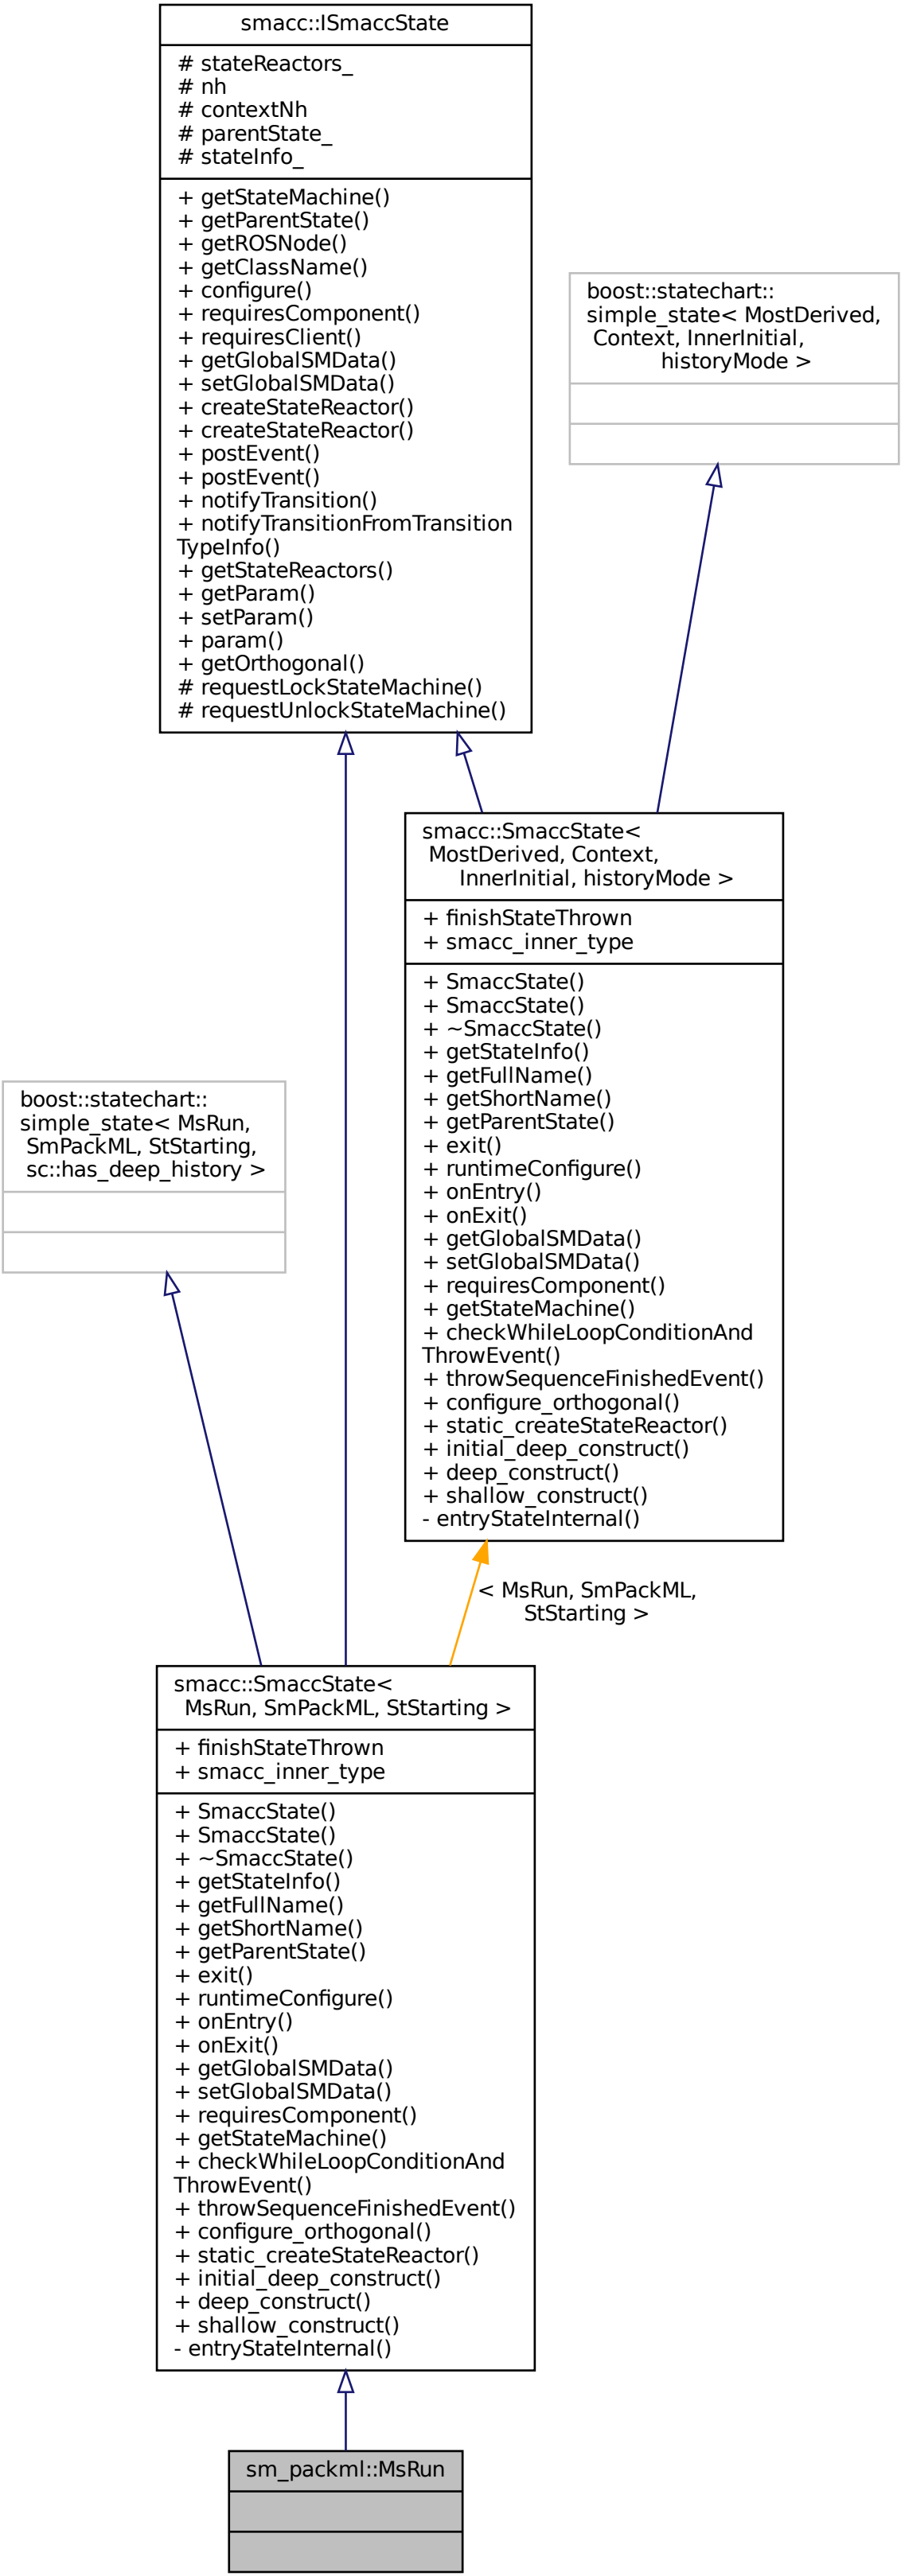 smacc::ISmaccState
# stateReactors_
# nh
# contextNh
# parentState_
# stateInfo_
+ getStateMachine()
+ getParentState()
+ getROSNode()
+ getClassName()
+ configure()
+ requiresComponent()
+ requiresClient()
+ getGlobalSMData()
+ setGlobalSMData()
+ createStateReactor()
+ createStateReactor()
+ postEvent()
+ postEvent()
+ notifyTransition()
+ notifyTransitionFromTransition
TypeInfo()
+ getStateReactors()
+ getParam()
+ setParam()
+ param()
+ getOrthogonal()
# requestLockStateMachine()
# requestUnlockStateMachine()
boost::statechart::
simple_state< MostDerived,
Context, InnerInitial,
historyMode >
smacc::SmaccState<
MostDerived, Context,
InnerInitial, historyMode >
+ finishStateThrown
+ smacc_inner_type
+ SmaccState()
+ SmaccState()
+ ~SmaccState()
+ getStateInfo()
+ getFullName()
+ getShortName()
+ getParentState()
+ exit()
+ runtimeConfigure()
+ onEntry()
+ onExit()
+ getGlobalSMData()
+ setGlobalSMData()
+ requiresComponent()
+ getStateMachine()
+ checkWhileLoopConditionAnd
ThrowEvent()
+ throwSequenceFinishedEvent()
+ configure_orthogonal()
+ static_createStateReactor()
+ initial_deep_construct()
+ deep_construct()
+ shallow_construct()
- entryStateInternal()
boost::statechart::
simple_state< MsRun,
SmPackML, StStarting,
sc::has_deep_history >
< MsRun, SmPackML,
StStarting >
smacc::SmaccState<
MsRun, SmPackML, StStarting >
+ finishStateThrown
+ smacc_inner_type
+ SmaccState()
+ SmaccState()
+ ~SmaccState()
+ getStateInfo()
+ getFullName()
+ getShortName()
+ getParentState()
+ exit()
+ runtimeConfigure()
+ onEntry()
+ onExit()
+ getGlobalSMData()
+ setGlobalSMData()
+ requiresComponent()
+ getStateMachine()
+ checkWhileLoopConditionAnd
ThrowEvent()
+ throwSequenceFinishedEvent()
+ configure_orthogonal()
+ static_createStateReactor()
+ initial_deep_construct()
+ deep_construct()
+ shallow_construct()
- entryStateInternal()
sm_packml::MsRun